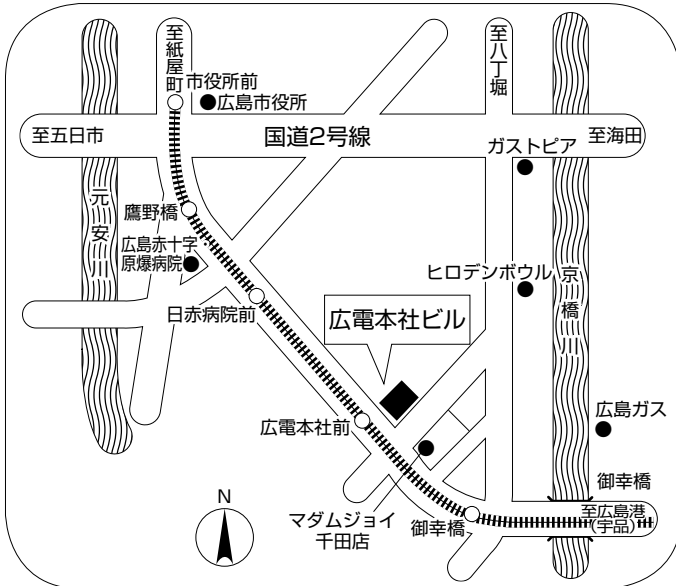 至紙屋町
至八丁堀
市役所前
広島市役所
至五日市
国道2号線
ガストピア
至海田
元安川
鷹野橋
広島赤十字・
原爆病院
ヒロデンボウル
京橋川
日赤病院前
広電本社ビル
広島ガス
広電本社前
御幸橋
N
マダムジョイ
千田店
御幸橋
至広島港
(宇品)